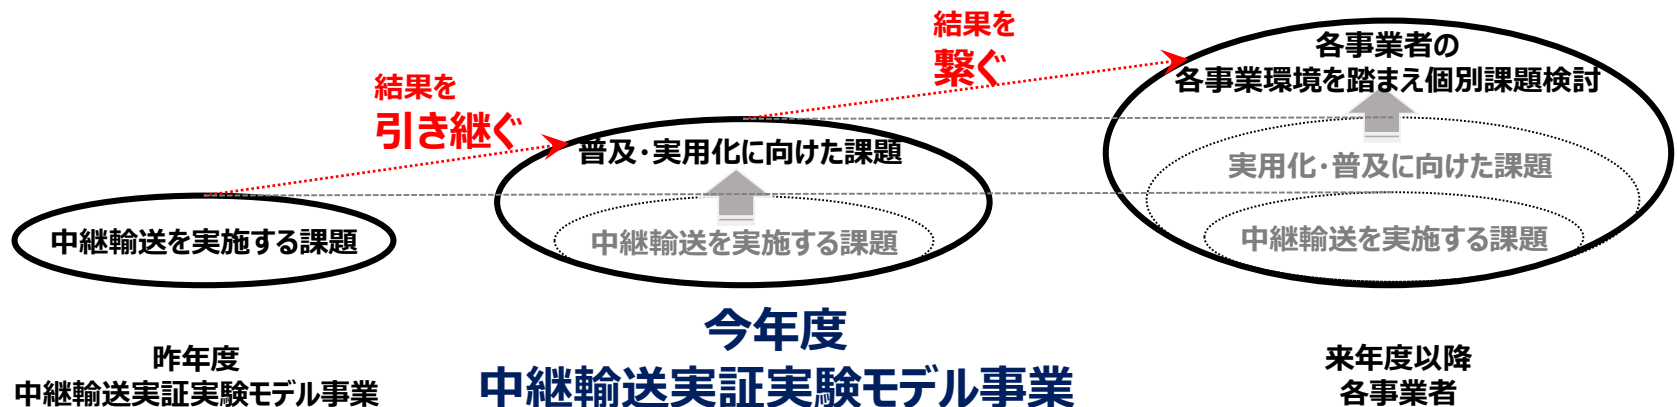 結果を
引き継ぐ
結果を
繋ぐ
中継輸送を実施する課題
普及・実用化に向けた課題
中継輸送を実施する課題
各事業者の
各事業環境を踏まえ個別課題検討
実用化・普及に向けた課題
中継輸送を実施する課題
昨年度
中継輸送実証実験モデル事業
今年度
中継輸送実証実験モデル事業
来年度以降
各事業者